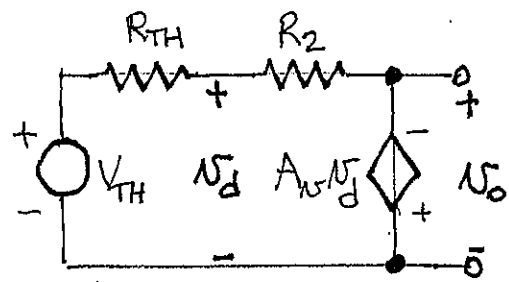 R_TH R_2
+ +
+ - V_TH v_d A_v v_d - + v_o
- -